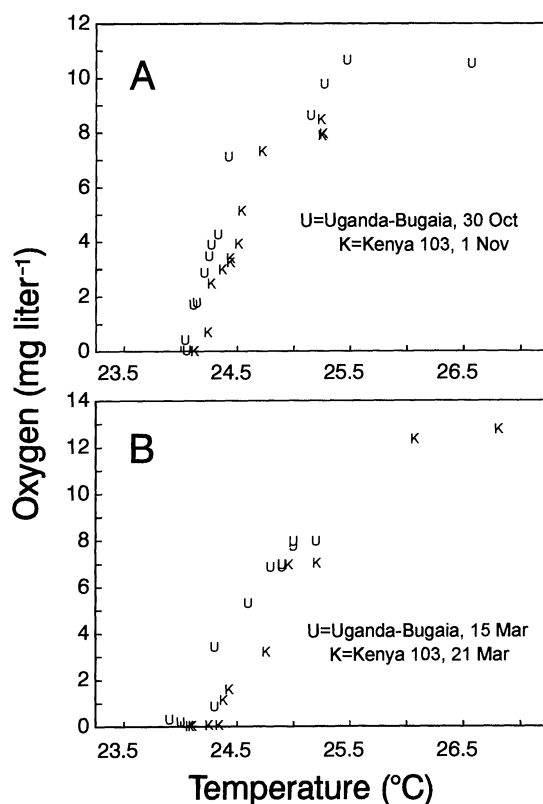 Oxygen (mg liter⁻¹)
12
10
8
6
4
2
0
A
U=Uganda-Bugaia, 30 Oct
K=Kenya 103, 1 Nov
23.5 24.5 25.5 26.5
14
12
10
8
6
4
2
0
B
U=Uganda-Bugaia, 15 Mar
K=Kenya 103, 21 Mar
23.5 24.5 25.5 26.5
Temperature (°C)